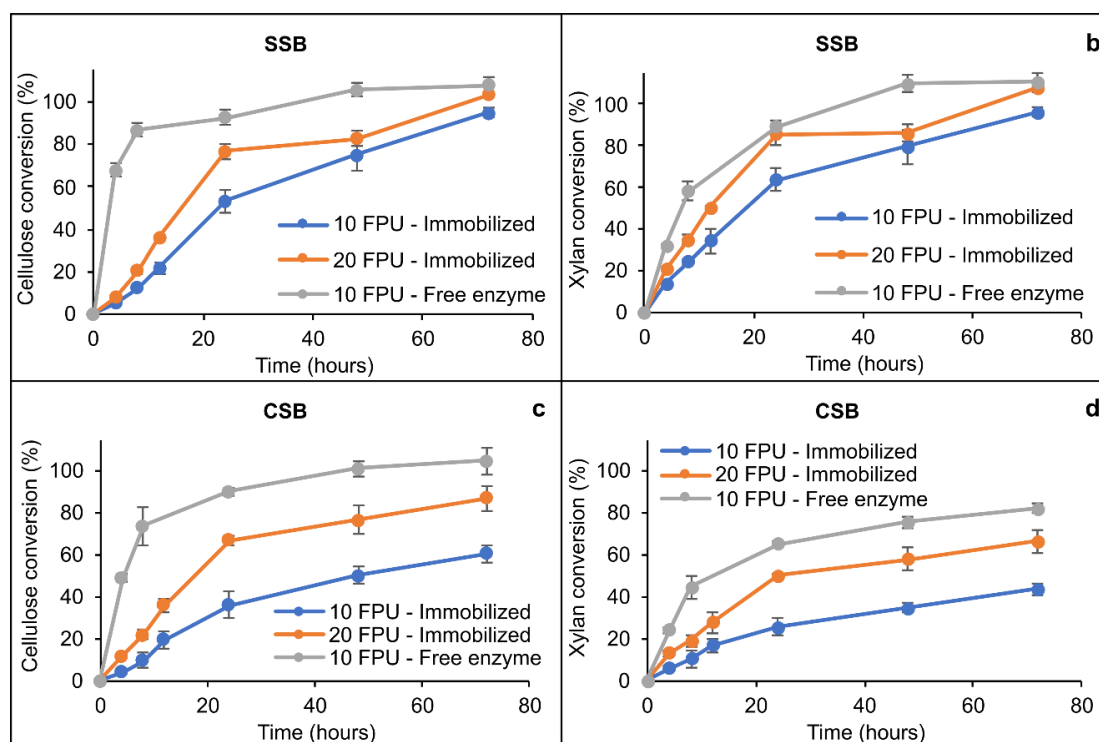 SSB
Cellulose conversion (%)
100
80
60
40
20
0
10 FPU - Immobilized
20 FPU - Immobilized
10 FPU - Free enzyme
0 20 40 60 80
Time (hours)
SSB
b
Xylan conversion (%)
100
80
60
40
20
0
10 FPU - Immobilized
20 FPU - Immobilized
10 FPU - Free enzyme
0 20 40 60 80
Time (hours)
CSB
c
Cellulose conversion (%)
100
80
60
40
20
0
10 FPU - Immobilized
20 FPU - Immobilized
10 FPU - Free enzyme
0 20 40 60 80
Time (hours)
CSB
d
Xylan conversion (%)
10 FPU - Immobilized
20 FPU - Immobilized
10 FPU - Free enzyme
100
80
60
40
20
0
0 20 40 60 80
Time (hours)